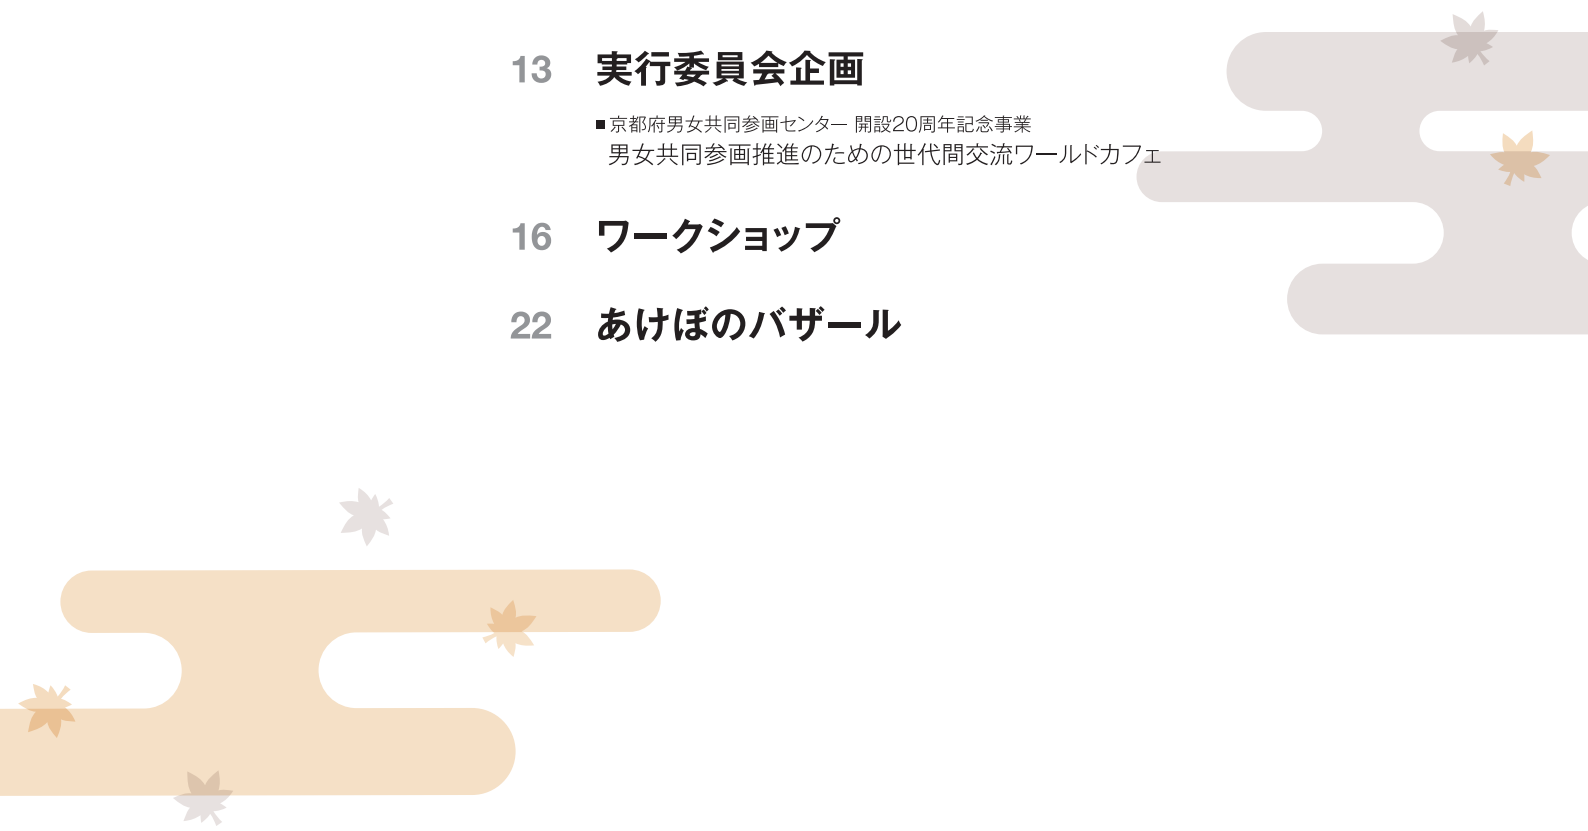 13 実行委員会企画
■京都府男女共同参画センター 開設20周年記念事業
男女共同参画推進のための世代間交流ワールドカフェ
16 ワークショップ
22 あけぼのバザール